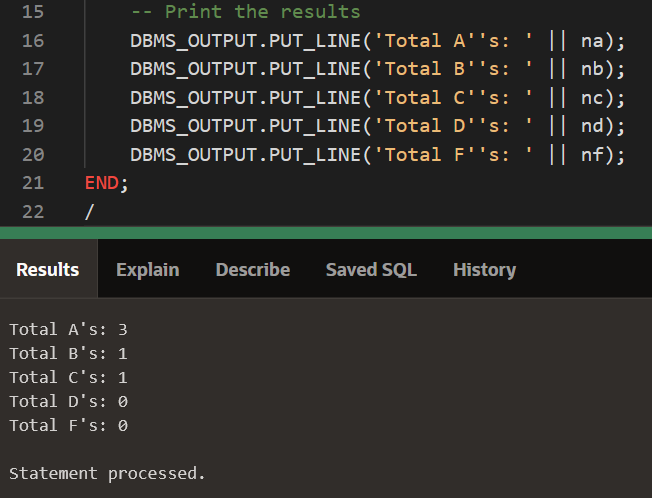 15 -- Print the results
16 DBMS_OUTPUT.PUT_LINE('Total A''s: ' || na);
17 DBMS_OUTPUT.PUT_LINE('Total B''s: ' || nb);
18 DBMS_OUTPUT.PUT_LINE('Total C''s: ' || nc);
19 DBMS_OUTPUT.PUT_LINE('Total D''s: ' || nd);
20 DBMS_OUTPUT.PUT_LINE('Total F''s: ' || nf);
21 END;
22 /
Results Explain Describe Saved SQL History
Total A's: 3
Total B's: 1
Total C's: 1
Total D's: 0
Total F's: 0
Statement processed.